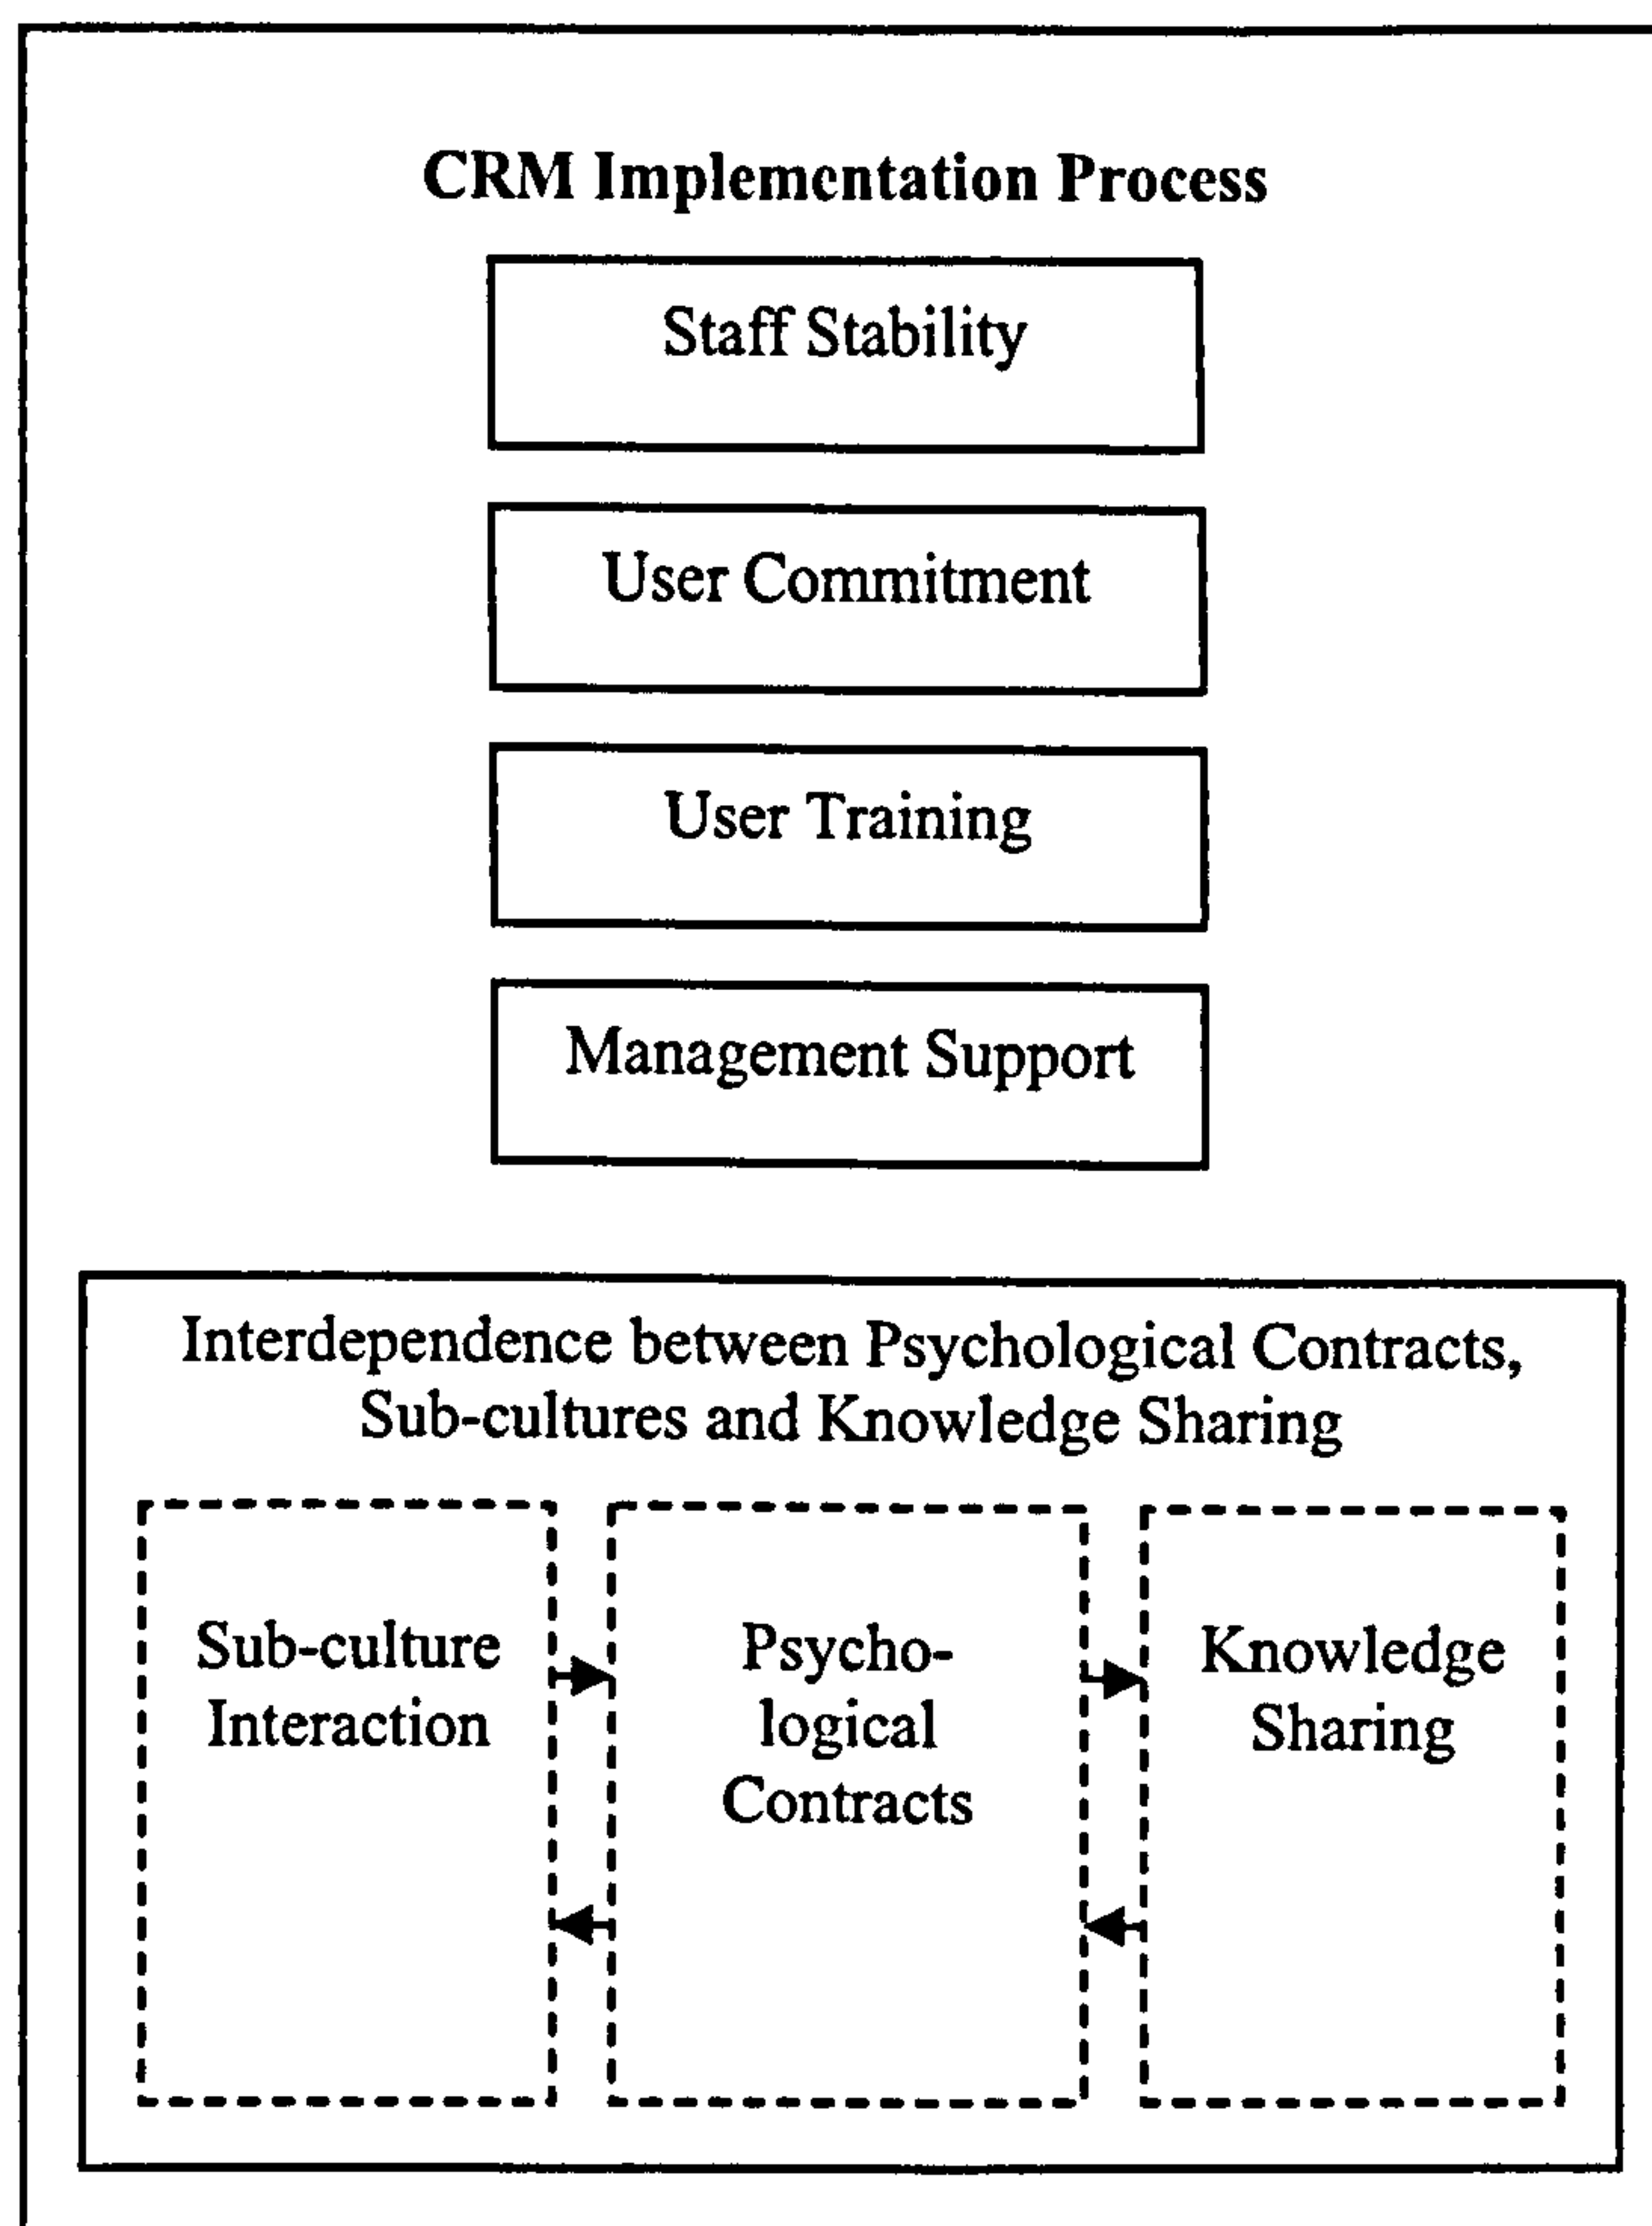 CRM Implementation Process
Staff Stability
User Commitment
User Training
Management Support
Interdependence between Psychological Contracts,
Sub-cultures and Knowledge Sharing
Sub-culture
Interaction
Psycho-
logical
Contracts
Knowledge
Sharing